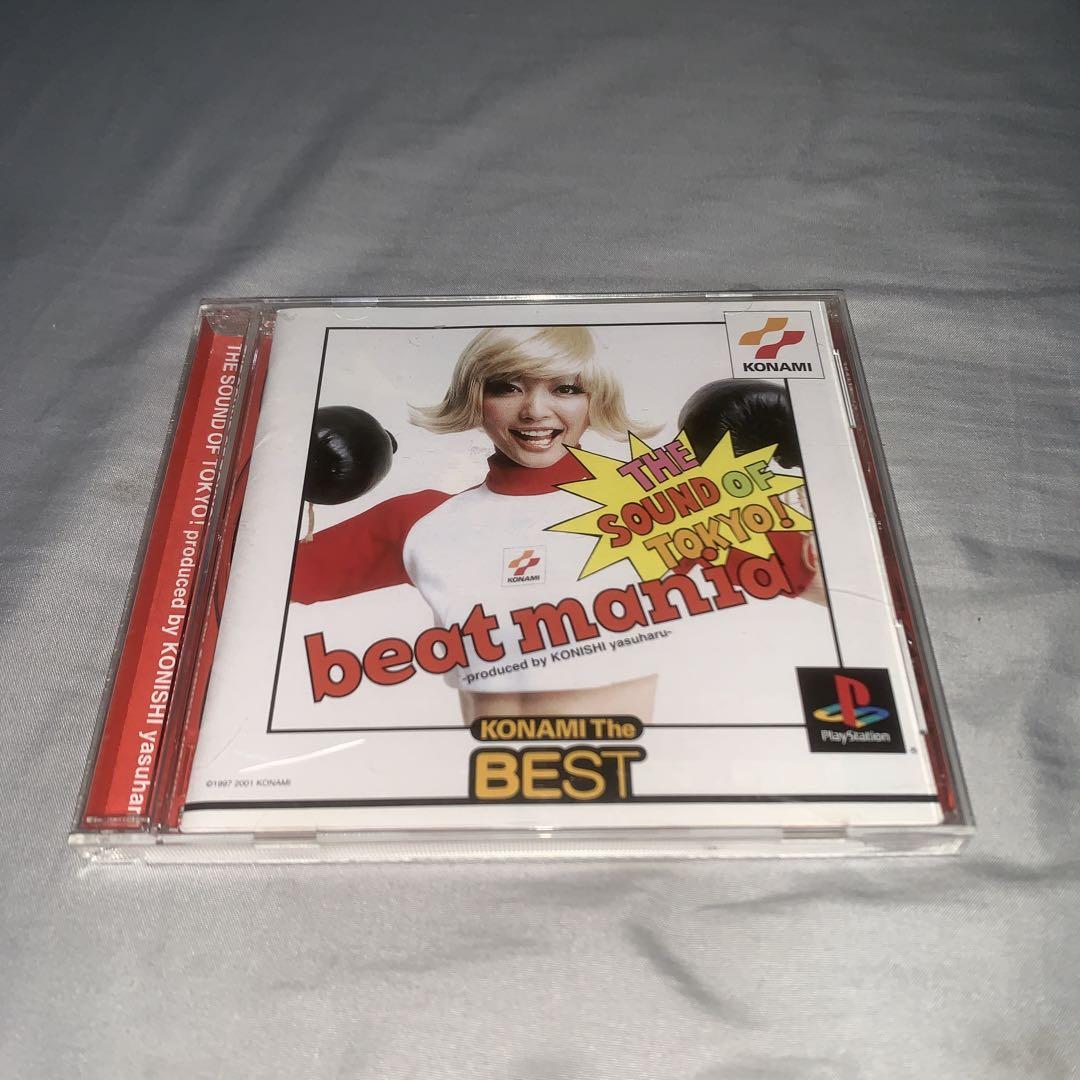 THE SOUND OF TOKYO! produced by KONISHI yasuhar
KONAMI
THE
SOUND OF
TOKYO!
KONAMI
beat mania
-produced by KONISHI yasuharu-
PlayStation
KONAMI The
BEST
©1997 2001 KONAMI